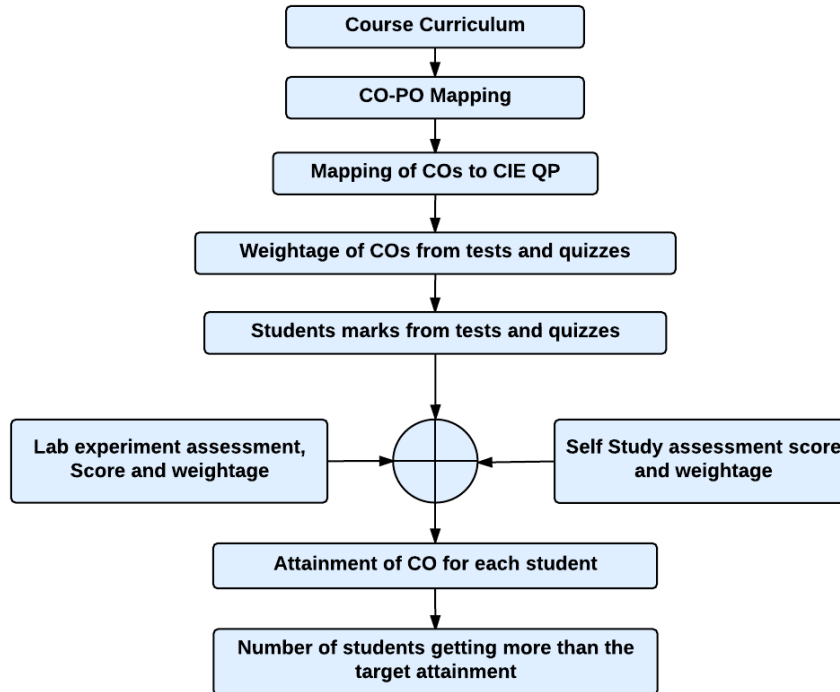 Course Curriculum
CO-PO Mapping
Mapping of COs to CIE QP
Weightage of COs from tests and quizzes
Students marks from tests and quizzes
Lab experiment assessment,
Score and weightage
Self Study assessment score
and weightage
Attainment of CO for each student
Number of students getting more than the
target attainment